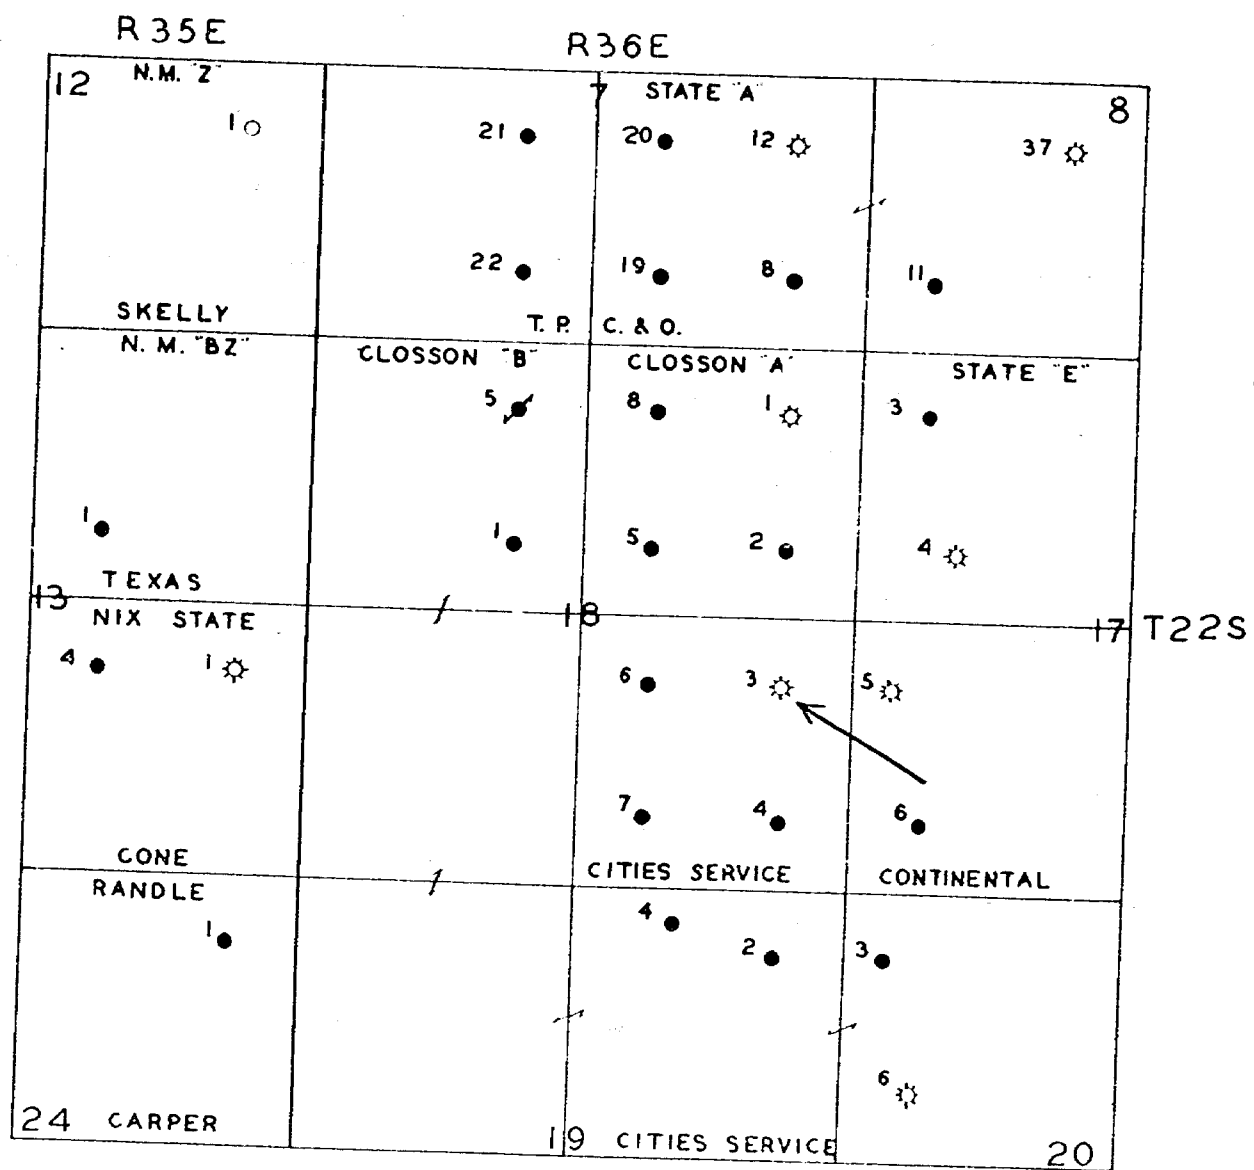 R 35 E
R 36 E
12 N.M. "Z" 7 STATE "A" 8
1 21 20 12 37
22 19 8 11
SKELLY T. P. C. & O.
N. M. "BZ" CLOSSON "B" CLOSSON "A" STATE "E"
5 8 1 3
1 1 5 2 4
TEXAS
13 18 17 T22S
NIX STATE
4 1 6 3 5
7 4 6
CONE CITIES SERVICE CONTINENTAL
RANDLE
1 4 2 3
6
24 CARPER 19 CITIES SERVICE 20